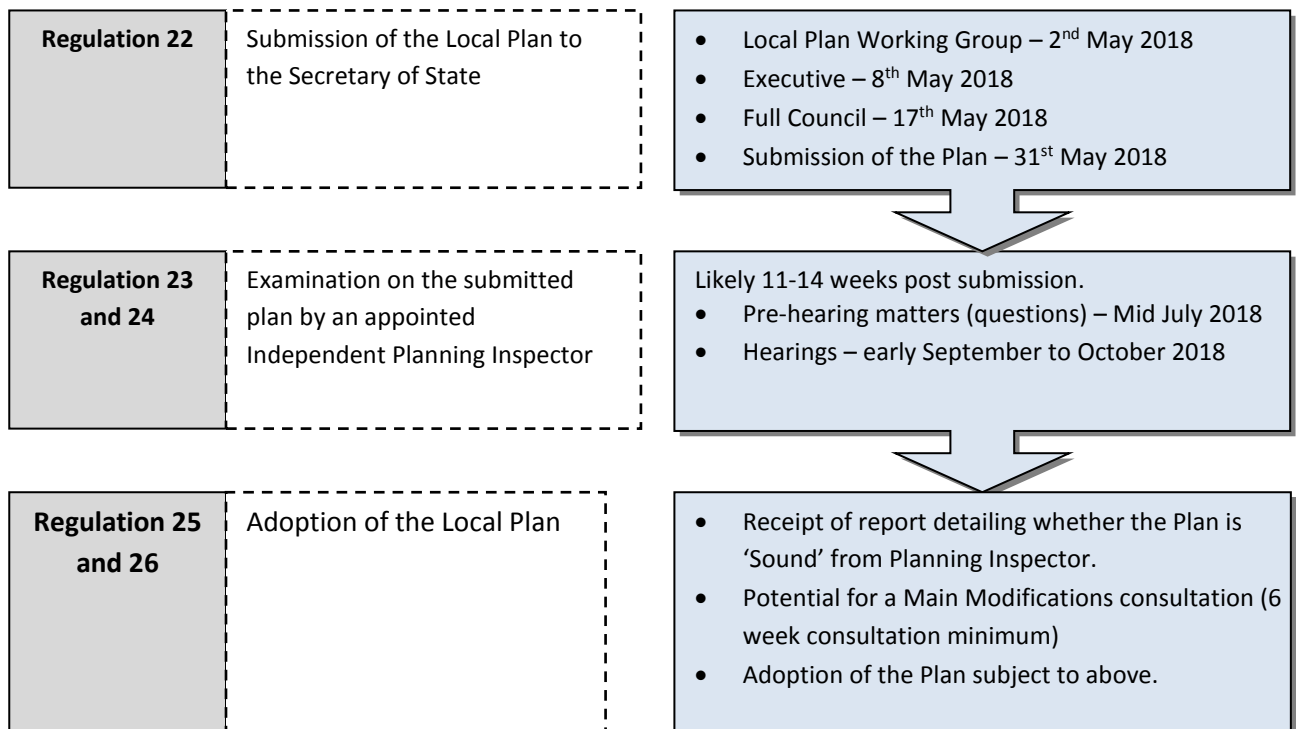 Regulation 22
Submission of the Local Plan to
the Secretary of State
• Local Plan Working Group – 2nd May 2018
• Executive – 8th May 2018
• Full Council – 17th May 2018
• Submission of the Plan – 31st May 2018
Regulation 23
and 24
Examination on the submitted
plan by an appointed
Independent Planning Inspector
Likely 11-14 weeks post submission.
• Pre-hearing matters (questions) – Mid July 2018
• Hearings – early September to October 2018
Regulation 25
and 26
Adoption of the Local Plan
• Receipt of report detailing whether the Plan is
‘Sound’ from Planning Inspector.
• Potential for a Main Modifications consultation (6
week consultation minimum)
• Adoption of the Plan subject to above.